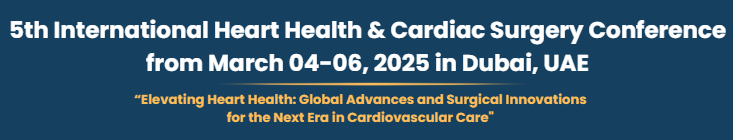 5th International Heart Health & Cardiac Surgery Conference
from March 04-06, 2025 in Dubai, UAE
“Elevating Heart Health: Global Advances and Surgical Innovations
for the Next Era in Cardiovascular Care"